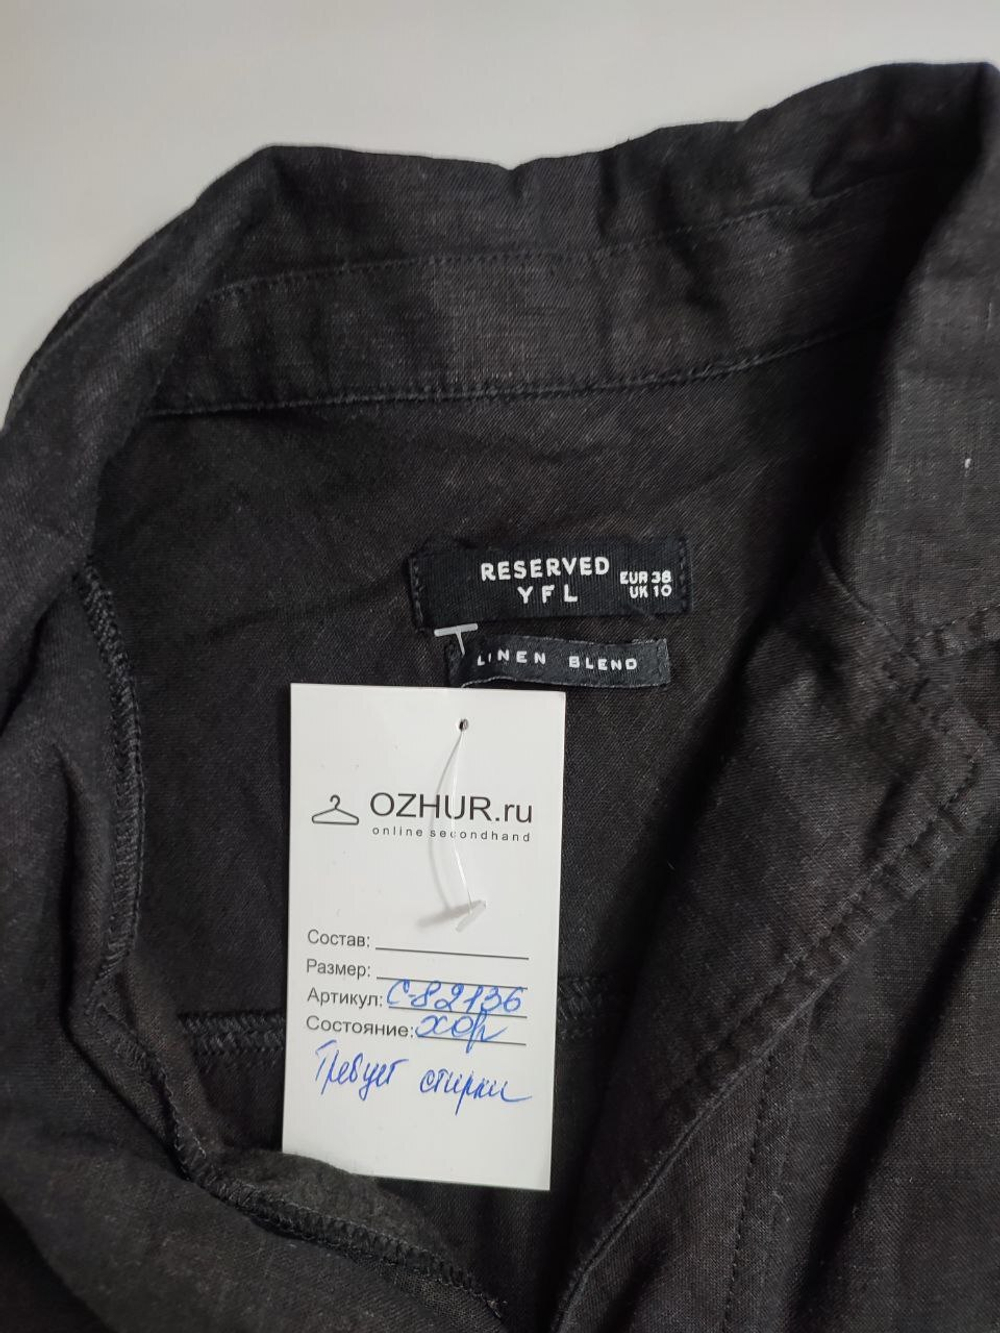 RESERVED
YFL
EUR 38
UK 10
LINEN BLEND
OZHUR.ru
online secondhand
Состав:
Размер:
Артикул: С-82136
Состояние: хор
Требует стирки